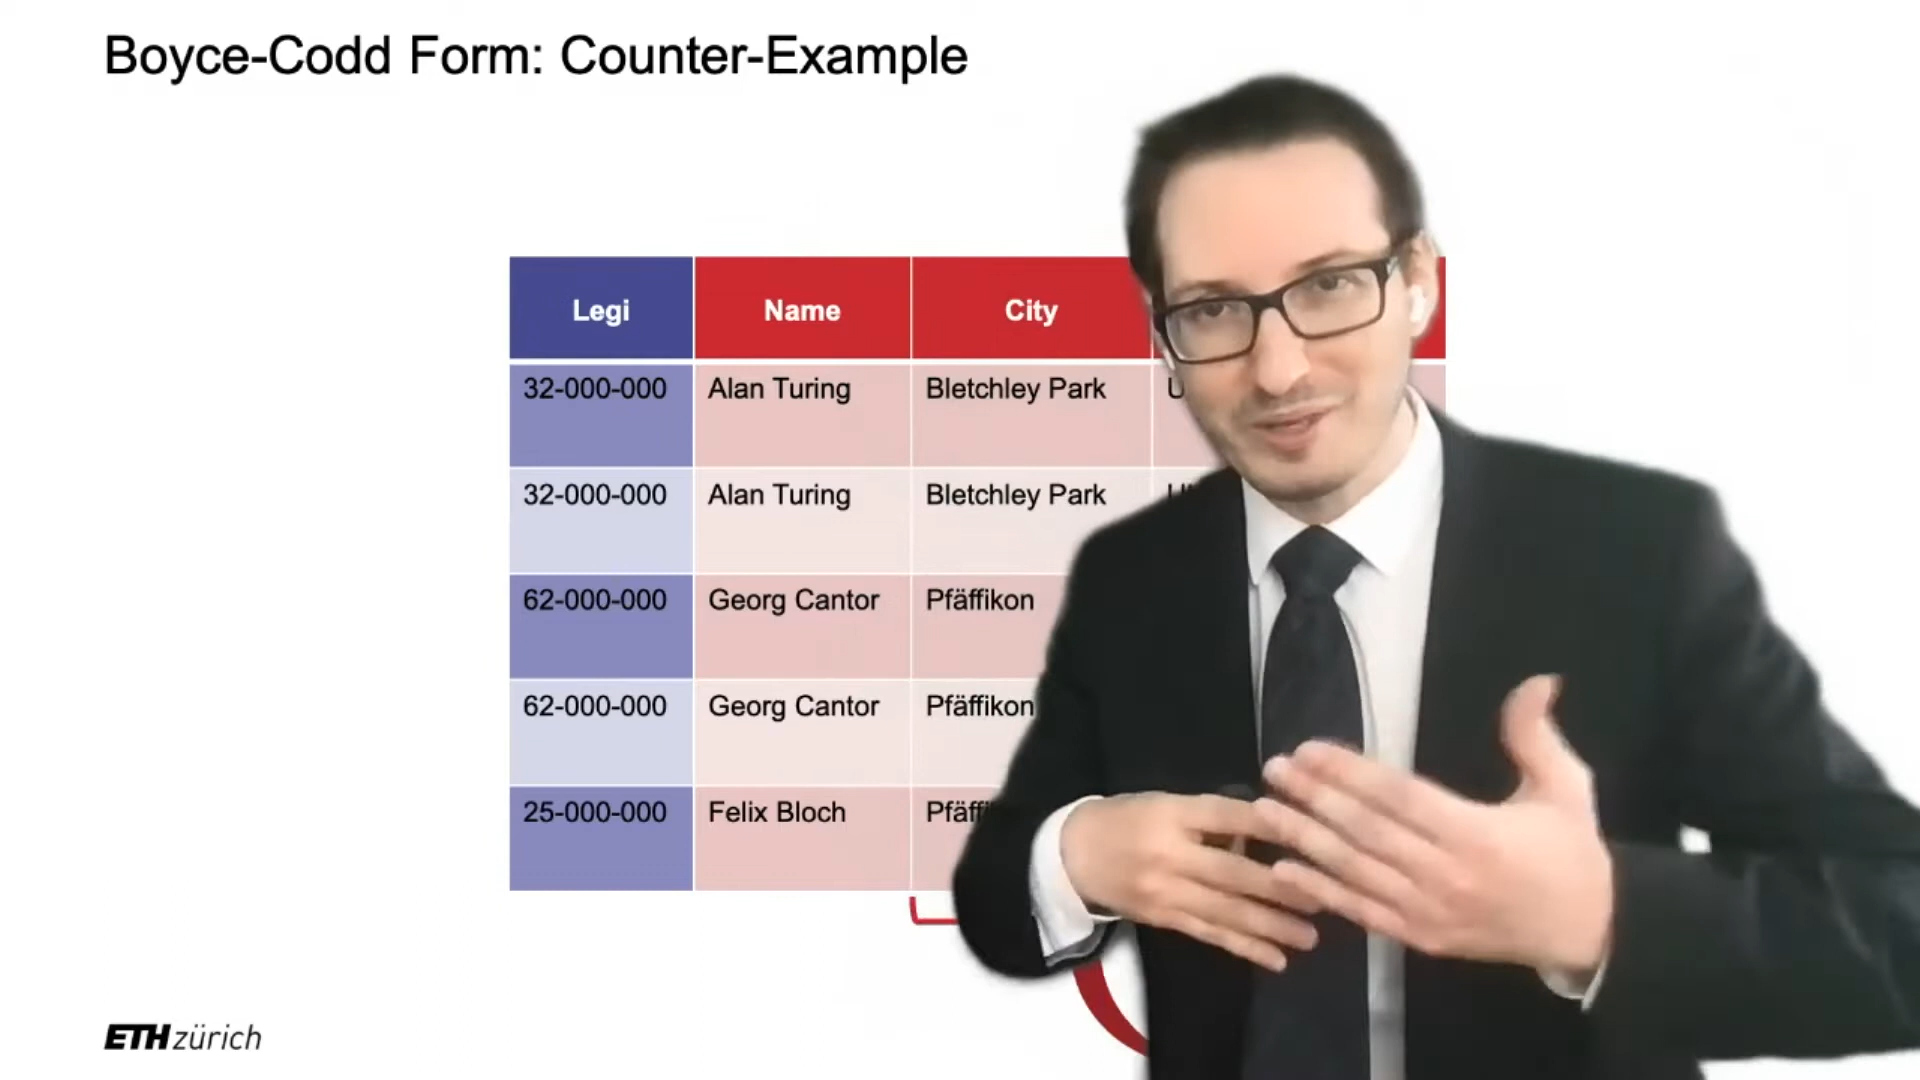 Boyce-Codd Form: Counter-Example
Legi Name City
32-000-000 Alan Turing Bletchley Park
32-000-000 Alan Turing Bletchley Park
62-000-000 Georg Cantor Pfäffikon
62-000-000 Georg Cantor Pfäffikon
25-000-000 Felix Bloch
ETH zürich